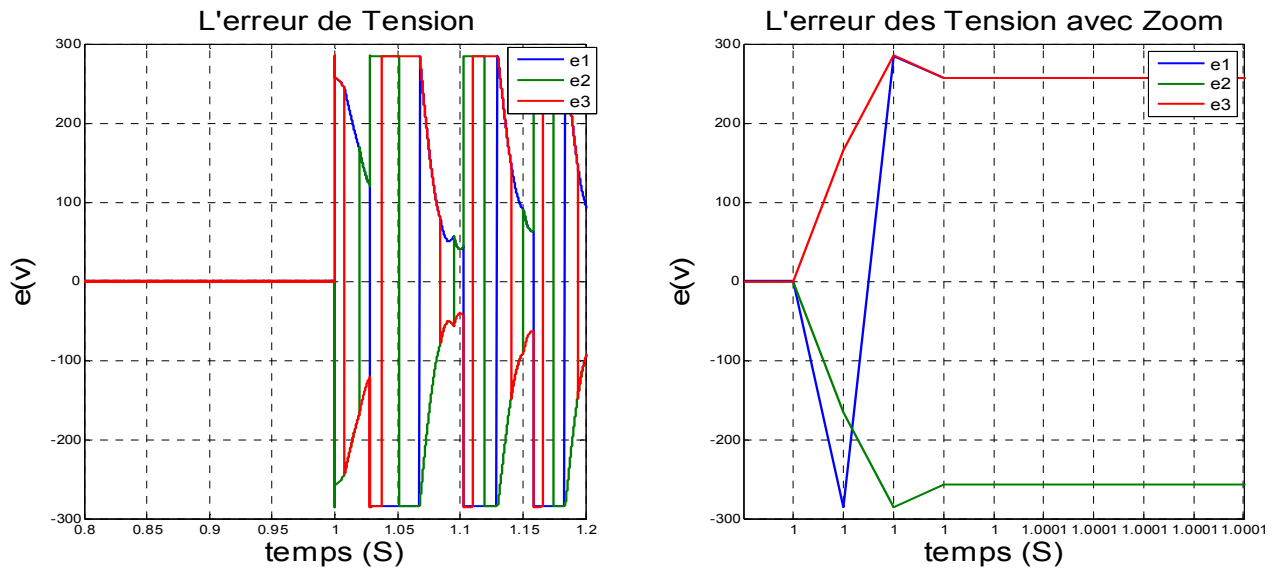 L'erreur de Tension
300
200
100
0
-100
-200
-300
e(v)
0.8
0.85
0.9
0.95
1
1.05
1.1
1.15
1.2
temps (S)
e1
e2
e3
L'erreur des Tension avec Zoom
300
200
100
0
-100
-200
-300
e(v)
1
1
1
1
1
1.0001
1.0001
1.0001
1.0001
1.0001
temps (S)
e1
e2
e3